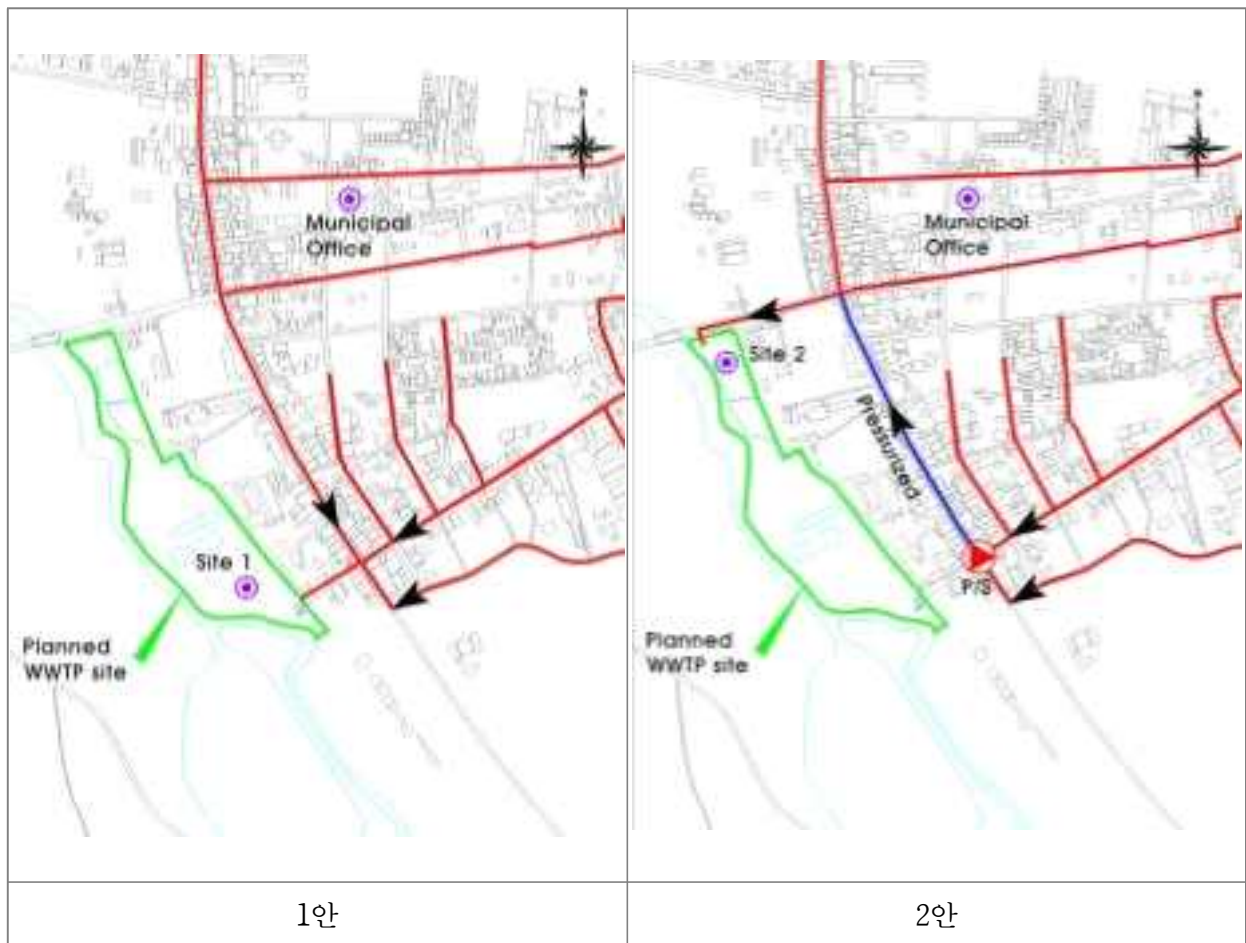 Municipal
Office
Site 1
Planned
WWTP site
Municipal
Office
Site 2
Pressurized
P/S
Planned
WWTP site
1안
2안